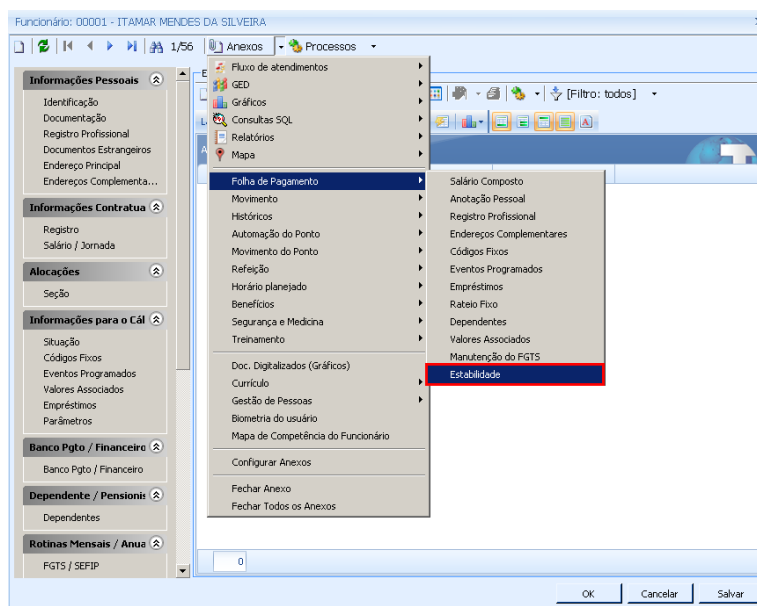 Funcionário: 00001 - ITAMAR MENDES DA SILVEIRA
1/56 Anexos Processos
Informações Pessoais
Identificação
Documentação
Registro Profissional
Documentos Estrangeiros
Endereço Principal
Endereços Complementa...
Informações Contratua
Registro
Salário / Jornada
Alocações
Seção
Informações para o Cál
Situação
Códigos Fixos
Eventos Programados
Valores Associados
Empréstimos
Parâmetros
Banco Pgto / Financeiro
Banco Pgto / Financeiro
Dependente / Pensionis
Dependentes
Rotinas Mensais / Anua
FGTS / SEFIP
Fluxo de atendimentos
GED
Gráficos
Consultas SQL
Relatórios
Mapa
Folha de Pagamento
Movimento
Históricos
Automação do Ponto
Movimento do Ponto
Refeição
Horário planejado
Benefícios
Segurança e Medicina
Treinamento
Doc. Digitalizados (Gráficos)
Currículo
Gestão de Pessoas
Biometria do usuário
Mapa de Competência do Funcionário
Configurar Anexos
Fechar Anexo
Fechar Todos os Anexos
[Filtro: todos]
Salário Composto
Anotação Pessoal
Registro Profissional
Endereços Complementares
Códigos Fixos
Eventos Programados
Empréstimos
Rateio Fixo
Dependentes
Valores Associados
Manutenção do FGTS
Estabilidade
0
OK Cancelar Salvar